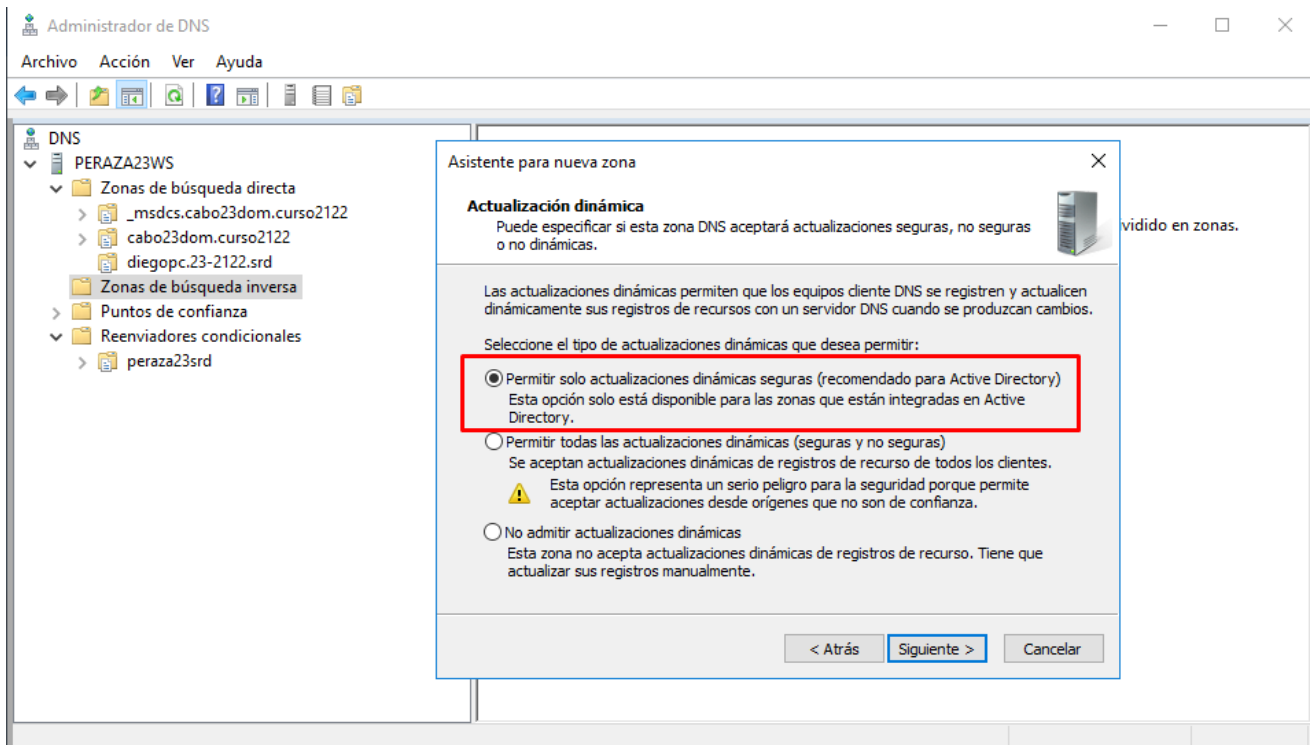 Administrador de DNS
Archivo Acción Ver Ayuda
DNS
PERAZA23WS
Zonas de búsqueda directa
_msdcs.cabo23dom.curso2122
cabo23dom.curso2122
diegopc.23-2122.srd
Zonas de búsqueda inversa
Puntos de confianza
Reenviadores condicionales
peraza23srd
vidido en zonas.
Asistente para nueva zona
Actualización dinámica
Puede especificar si esta zona DNS aceptará actualizaciones seguras, no seguras
o no dinámicas.
Las actualizaciones dinámicas permiten que los equipos cliente DNS se registren y actualicen
dinámicamente sus registros de recursos con un servidor DNS cuando se produzcan cambios.
Seleccione el tipo de actualizaciones dinámicas que desea permitir:
Permitir solo actualizaciones dinámicas seguras (recomendado para Active Directory)
Esta opción solo está disponible para las zonas que están integradas en Active
Directory.
Permitir todas las actualizaciones dinámicas (seguras y no seguras)
Se aceptan actualizaciones dinámicas de registros de recurso de todos los clientes.
Esta opción representa un serio peligro para la seguridad porque permite
aceptar actualizaciones desde orígenes que no son de confianza.
No admitir actualizaciones dinámicas
Esta zona no acepta actualizaciones dinámicas de registros de recurso. Tiene que
actualizar sus registros manualmente.
< Atrás Siguiente > Cancelar